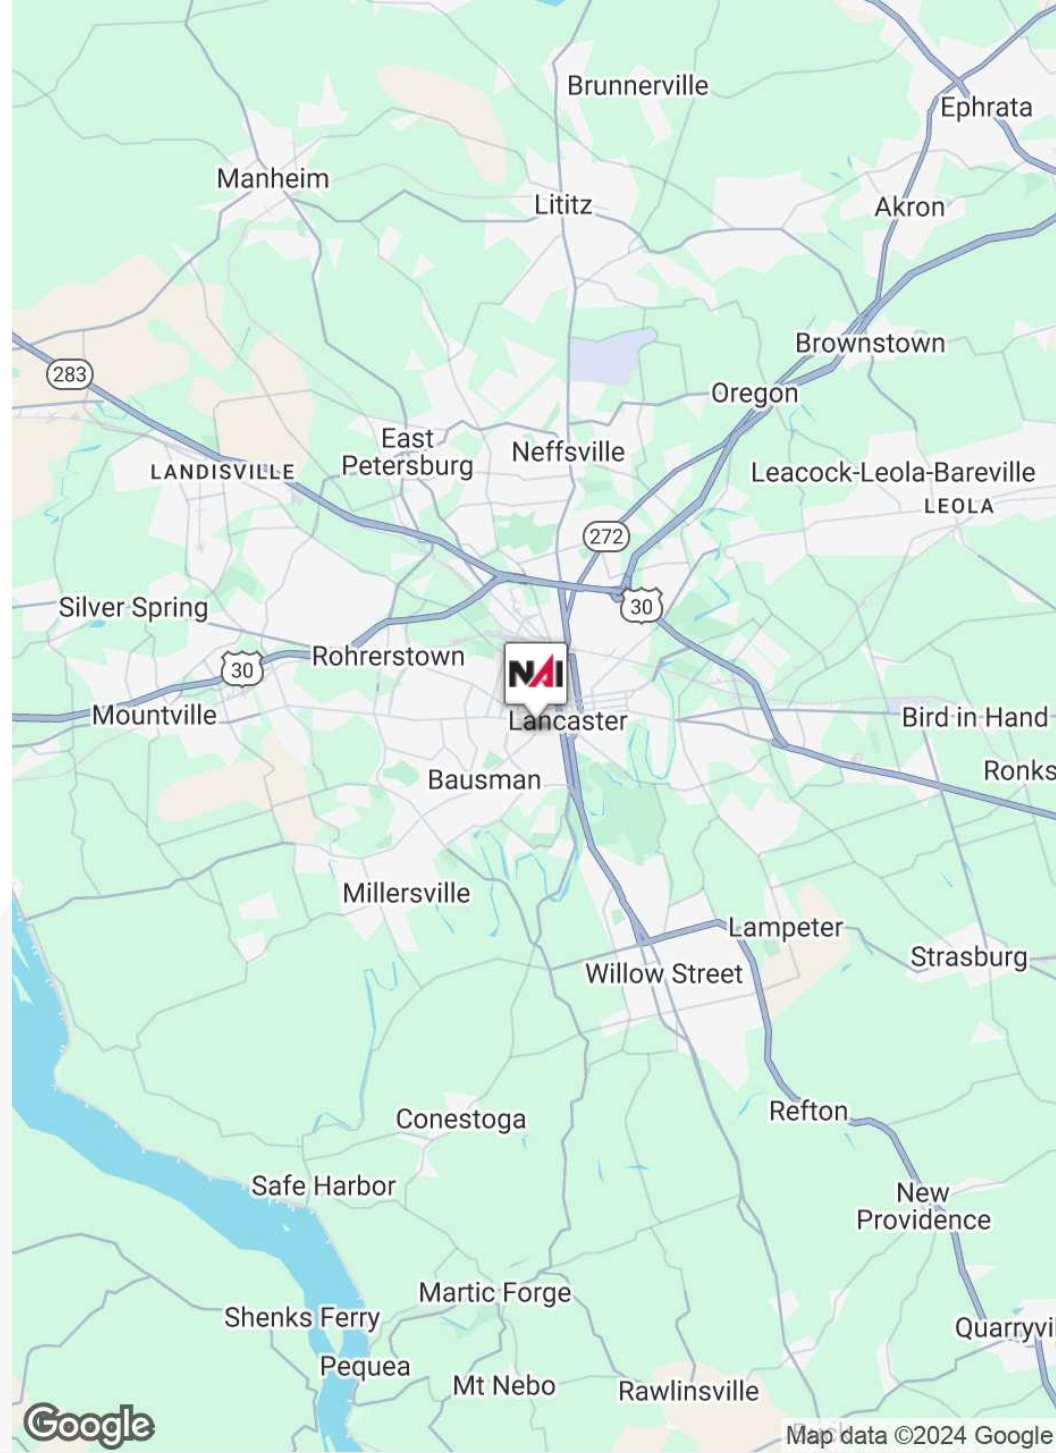 Brunnerville
Ephrata
Manheim
Lititz
Akron
Brownstown
283
Oregon
East
Petersburg
Neffsville
LANDISVILLE
Leacock-Leola-Bareville
LEOLA
272
Silver Spring
30
Rohrerstown
30
NAI
Mountville
Lancaster
Bird in Hand
Bausman
Ronks
Millersville
Lampeter
Strasburg
Willow Street
Conestoga
Refton
Safe Harbor
New
Providence
Martic Forge
Shenks Ferry
Quarryvi
Pequea
Mt Nebo
Rawlinsville
Google
Map data ©2024 Google